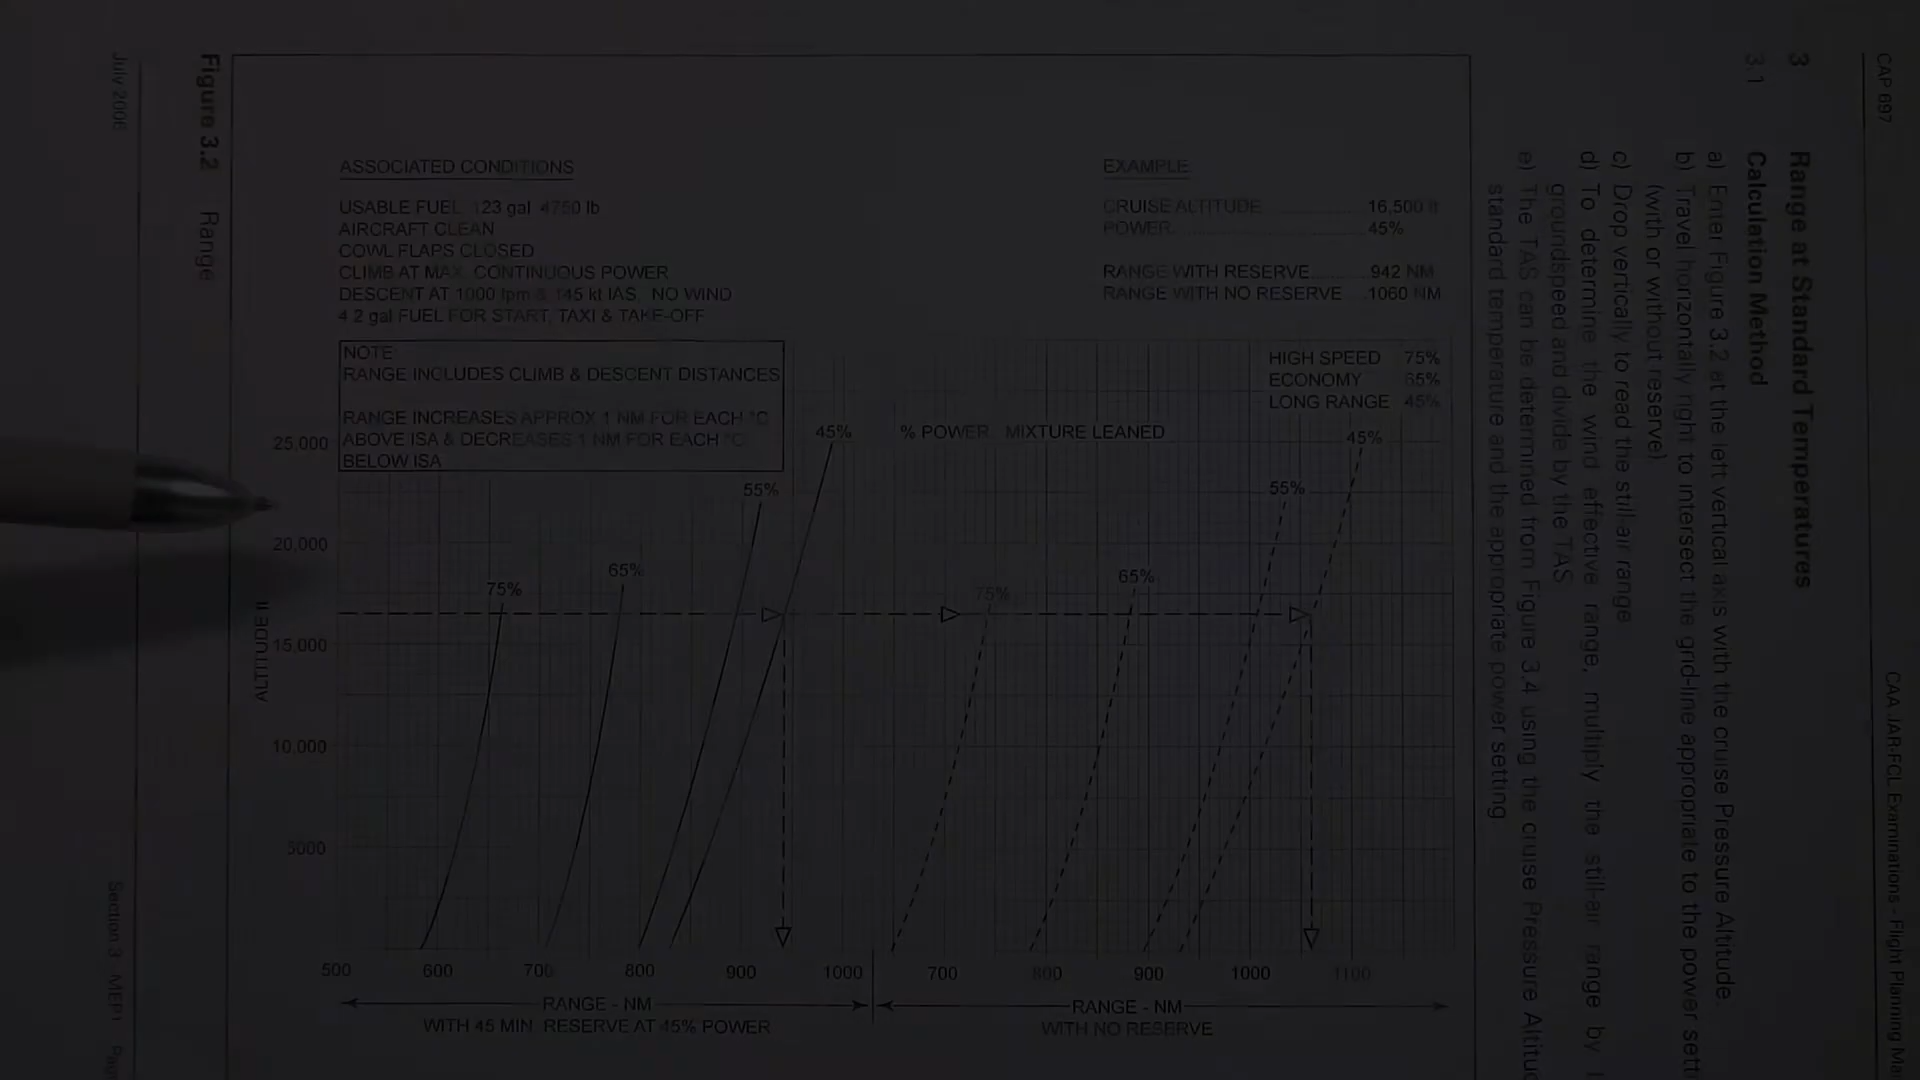 CAP 697
CAA JAR-FCL Examinations - Flight Planning
3 Range at Standard Temperatures
3.1 Calculation Method
a) Enter Figure 3.2 at the left vertical axis with the cruise Pressure Altitude.
b) Travel horizontally right to intersect the grid-line appropriate to the power
(with or without reserve)
c) Drop vertically to read the still air range
d) To determine the wind effective range, multiply the still-air range by
groundspeed and divide by the TAS
e) The TAS can be determined from Figure 3.4 using the cruise Pressure
standard temperature and the appropriate power setting
ASSOCIATED CONDITIONS
USABLE FUEL 123 gal 4750 lb
AIRCRAFT CLEAN
COWL FLAPS CLOSED
CLIMB AT MAX. CONTINUOUS POWER
DESCENT AT 1000 fpm & 145 kt IAS, NO WIND
4.2 gal FUEL FOR START, TAXI & TAKE-OFF
EXAMPLE
CRUISE ALTITUDE 16,500 ft
POWER 45%
RANGE WITH RESERVE 942 NM
RANGE WITH NO RESERVE 1060 NM
NOTE
RANGE INCLUDES CLIMB & DESCENT DISTANCES
RANGE INCREASES APPROX 1 NM FOR EACH °C
ABOVE ISA & DECREASES 1 NM FOR EACH °C
BELOW ISA
HIGH SPEED 75%
ECONOMY 65%
LONG RANGE 45%
% POWER MIXTURE LEANED
45%
45%
55%
55%
65%
65%
75%
75%
25,000
20,000
15,000
10,000
5000
ALTITUDE
500 600 700 800 900 1000 700 800 900 1000 1100
RANGE - NM
WITH 45 MIN. RESERVE AT 45% POWER
RANGE - NM
WITH NO RESERVE
Figure 3.2 Range
July 2006
Section 3 MEP1